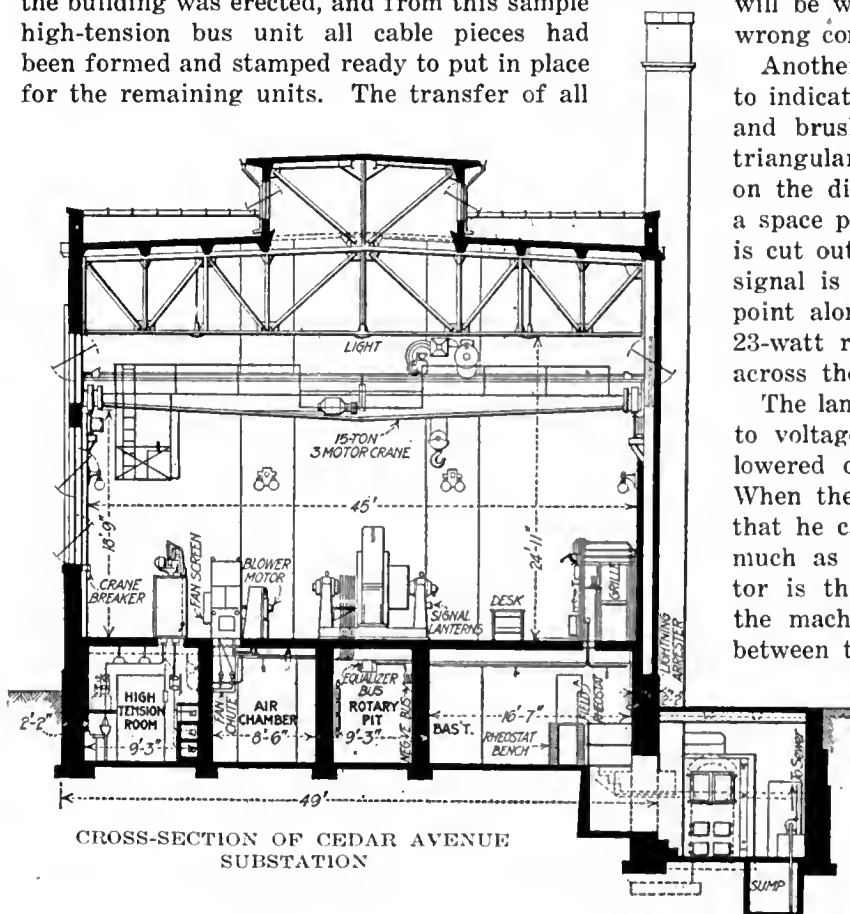 the building was erected, and from this sample
high-tension bus unit all cable pieces had
been formed and stamped ready to put in place
for the remaining units. The transfer of all
LIGHT
15-TON
3 MOTOR CRANE
45'
18'-9"
24'-11"
CRANE
BREAKER
FAN SCREEN
BLOWER
MOTOR
SIGNAL
LANTERNS
DESK
GRILLE
LIGHTNING
ARRESTER
2'-2"
HIGH
TENSION
ROOM
9'-3"
FAN
CHUTE
AIR
CHAMBER
8'-6"
EQUALIZER
BUS
ROTARY
PIT
9'-3"
NEG'VE BUS
BAS'T.
16'-7"
RHEOSTAT
BENCH
FIELD
RHEOSTAT
To Sewer
SUMP
49'
CROSS-SECTION OF CEDAR AVENUE
SUBSTATION
will be w
wrong con
Another
to indicat
and brush
triangular
on the di
a space p
is cut out
signal is
point alon
23-watt r
across the
The lan
to voltage
lowered o
When the
that he c
much as
tor is th
the mach
between t